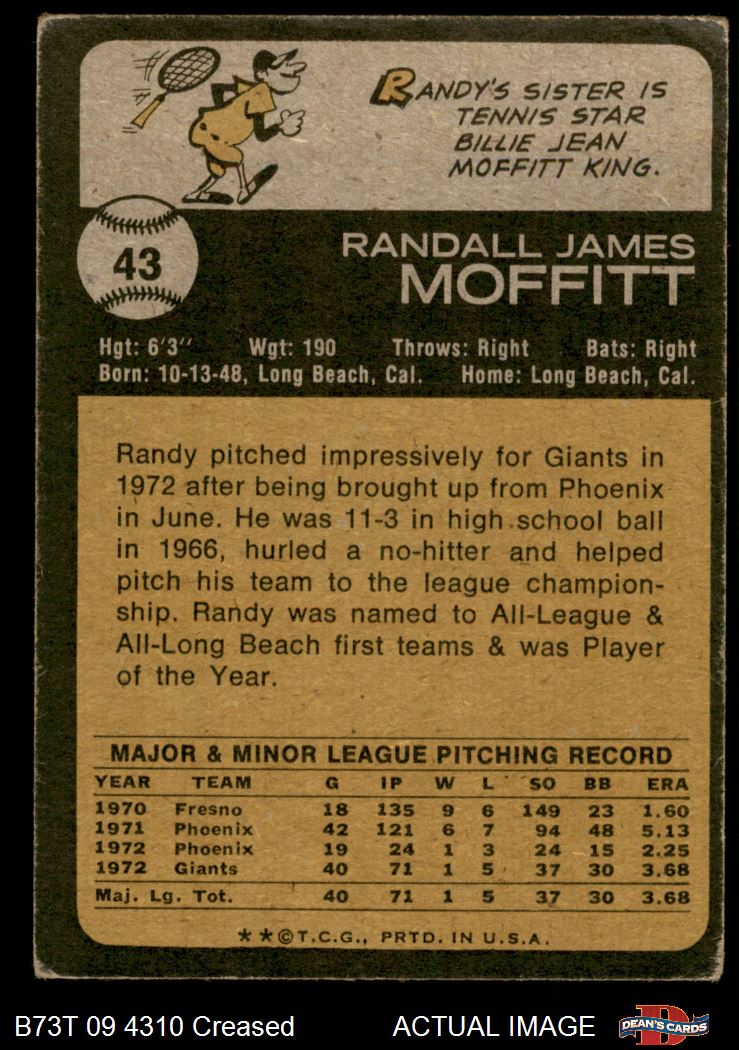 RANDY'S SISTER IS
TENNIS STAR
BILLIE JEAN
MOFFITT KING.
43
RANDALL JAMES
MOFFITT
Hgt: 6'3" Wgt: 190 Throws: Right Bats: Right
Born: 10-13-48, Long Beach, Cal. Home: Long Beach, Cal.
Randy pitched impressively for Giants in
1972 after being brought up from Phoenix
in June. He was 11-3 in high school ball
in 1966, hurled a no-hitter and helped
pitch his team to the league champion-
ship. Randy was named to All-League &
All-Long Beach first teams & was Player
of the Year.
MAJOR & MINOR LEAGUE PITCHING RECORD
YEAR TEAM G IP W L SO BB ERA
1970 Fresno 18 135 9 6 149 23 1.60
1971 Phoenix 42 121 6 7 94 48 5.13
1972 Phoenix 19 24 1 3 24 15 2.25
1972 Giants 40 71 1 5 37 30 3.68
Maj. Lg. Tot. 40 71 1 5 37 30 3.68
**©T.C.G., PRTD. IN U.S.A.
B73T 09 4310 Creased ACTUAL IMAGE
D
DEAN'S CARDS